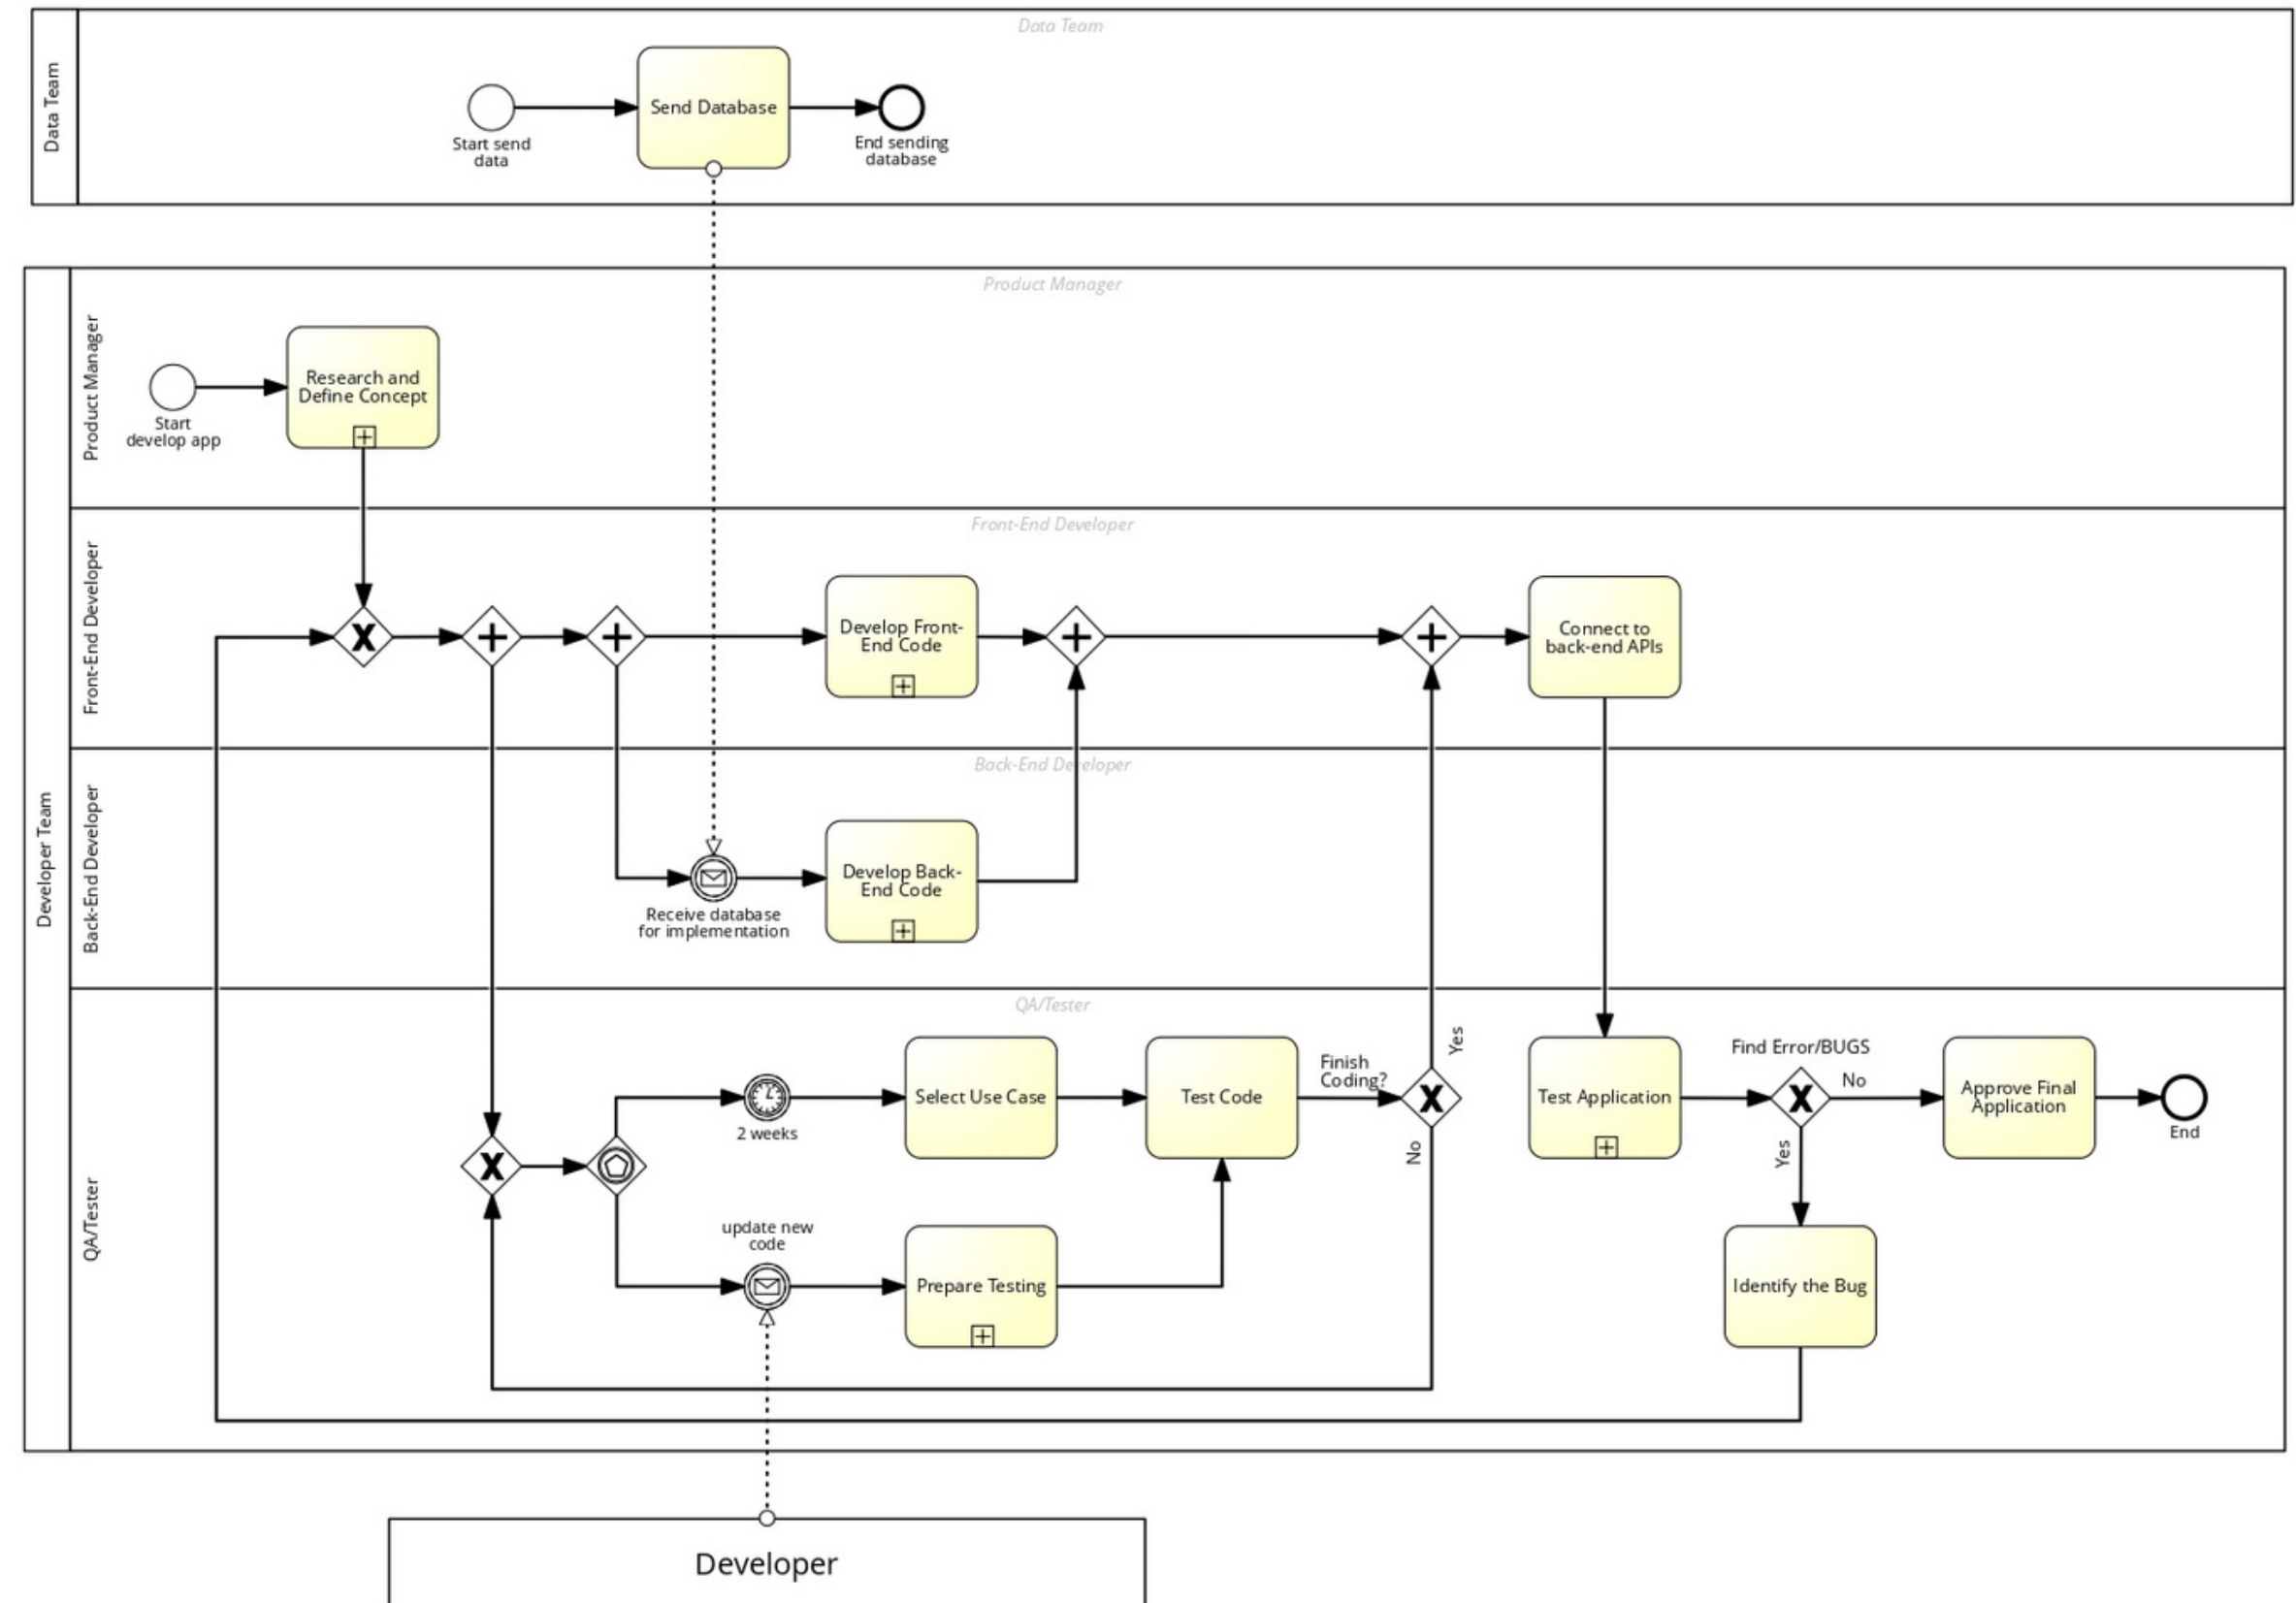 Data Team
Data Team
Send Database
Start send
data
End sending
database
Developer Team
Product Manager
Product Manager
Start
develop app
Research and
Define Concept
Front-End Developer
Front-End Developer
Develop Front-
End Code
Connect to
back-end APIs
Back-End Developer
Back-End Developer
Receive database
for implementation
Develop Back-
End Code
QA/Tester
QA/Tester
2 weeks
Select Use Case
Test Code
Finish
Coding?
Yes
No
update new
code
Prepare Testing
Test Application
Find Error/BUGS
No
Yes
Approve Final
Application
End
Identify the Bug
Developer